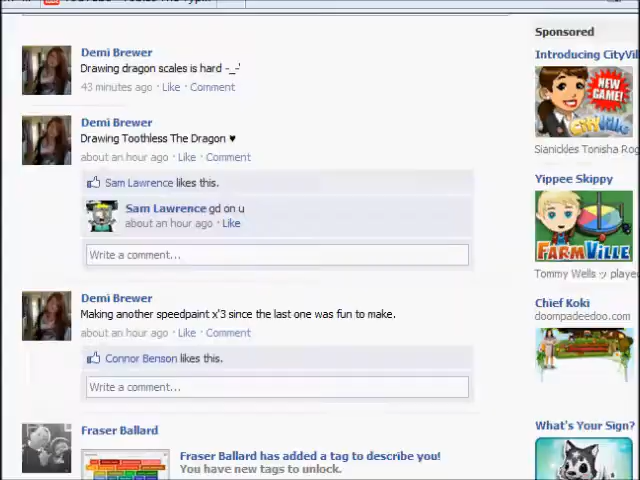 Demi Brewer
Drawing dragon scales is hard -_-'
43 minutes ago · Like · Comment
Demi Brewer
Drawing Toothless The Dragon ♥
about an hour ago · Like · Comment
Sam Lawrence likes this.
Sam Lawrence gd on u
about an hour ago · Like
Write a comment...
Demi Brewer
Making another speedpaint x'3 since the last one was fun to make.
about an hour ago · Like · Comment
Connor Benson likes this.
Write a comment...
Fraser Ballard
Fraser Ballard has added a tag to describe you!
You have new tags to unlock.
Sponsored
Introducing CityVil
NEW
GAME!
CityVille
Sianickles Tonisha Rog
Yippee Skippy
FARMVILLE
Tommy Wells ッ player
Chief Koki
doompadeedoo.com
What's Your Sign?